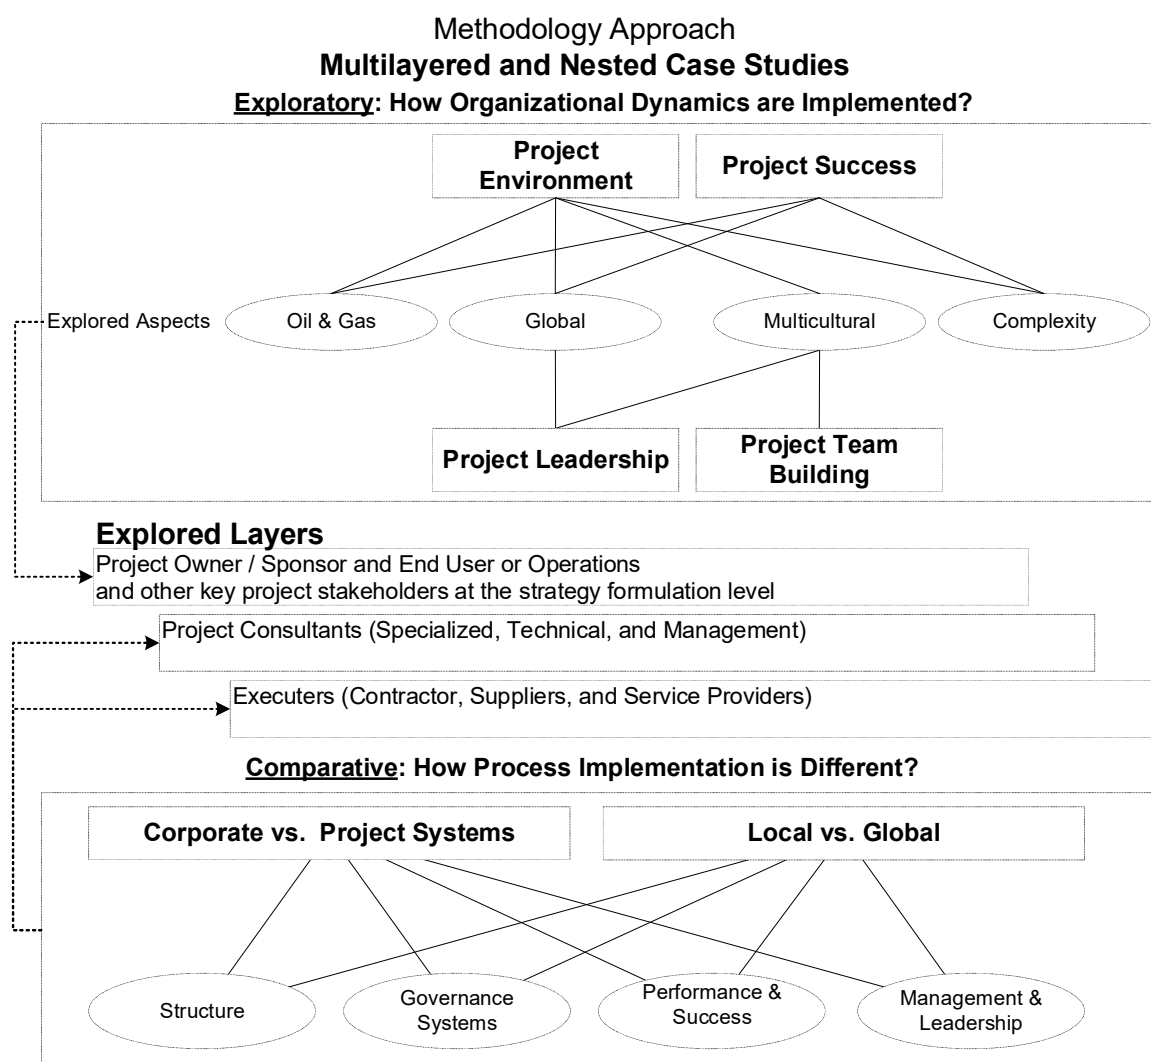 Methodology Approach
Multilayered and Nested Case Studies
Exploratory: How Organizational Dynamics are Implemented?
Project
Environment
Project Success
Explored Aspects
Oil & Gas
Global
Multicultural
Complexity
Project Leadership
Project Team
Building
Explored Layers
Project Owner / Sponsor and End User or Operations
and other key project stakeholders at the strategy formulation level
Project Consultants (Specialized, Technical, and Management)
Executers (Contractor, Suppliers, and Service Providers)
Comparative: How Process Implementation is Different?
Corporate vs.  Project Systems
Local vs. Global
Structure
Governance
Systems
Performance &
Success
Management &
Leadership